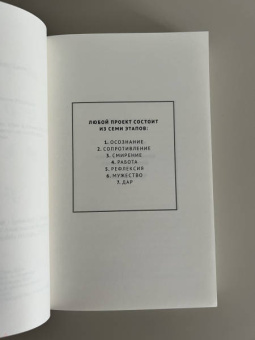 ЛЮБОЙ ПРОЕКТ СОСТОИТ
ИЗ СЕМИ ЭТАПОВ:
1. ОСОЗНАНИЕ
2. СОПРОТИВЛЕНИЕ
3. СМИРЕНИЕ
4. РАБОТА
5. РЕФЛЕКСИЯ
6. МУЖЕСТВО
7. ДАР